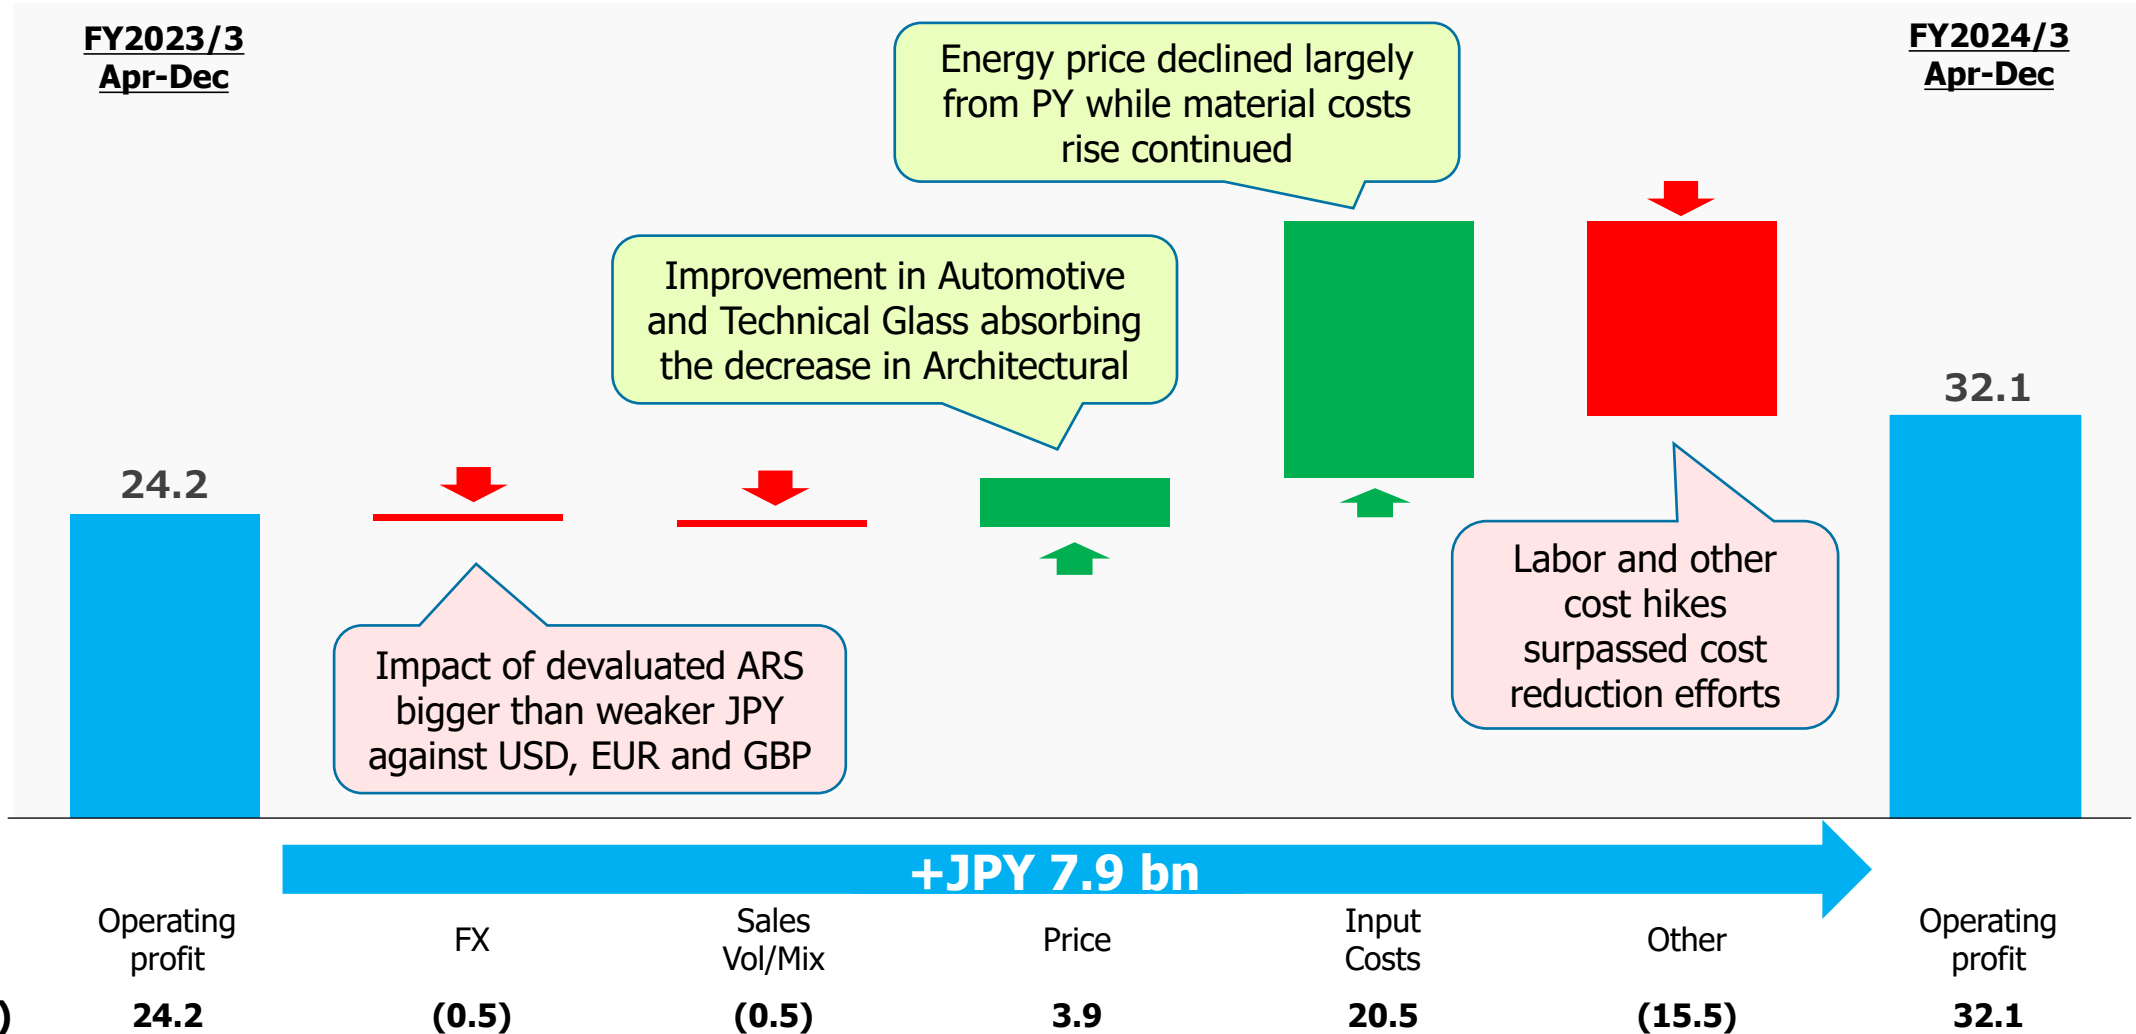 FY2023/3
Apr-Dec
FY2024/3
Apr-Dec
Energy price declined largely
from PY while material costs
rise continued
Improvement in Automotive
and Technical Glass absorbing
the decrease in Architectural
24.2
32.1
Impact of devaluated ARS
bigger than weaker JPY
against USD, EUR and GBP
Labor and other
cost hikes
surpassed cost
reduction efforts
+JPY 7.9 bn
Operating
profit
FX
Sales
Vol/Mix
Price
Input
Costs
Other
Operating
profit
) 24.2 (0.5) (0.5) 3.9 20.5 (15.5) 32.1